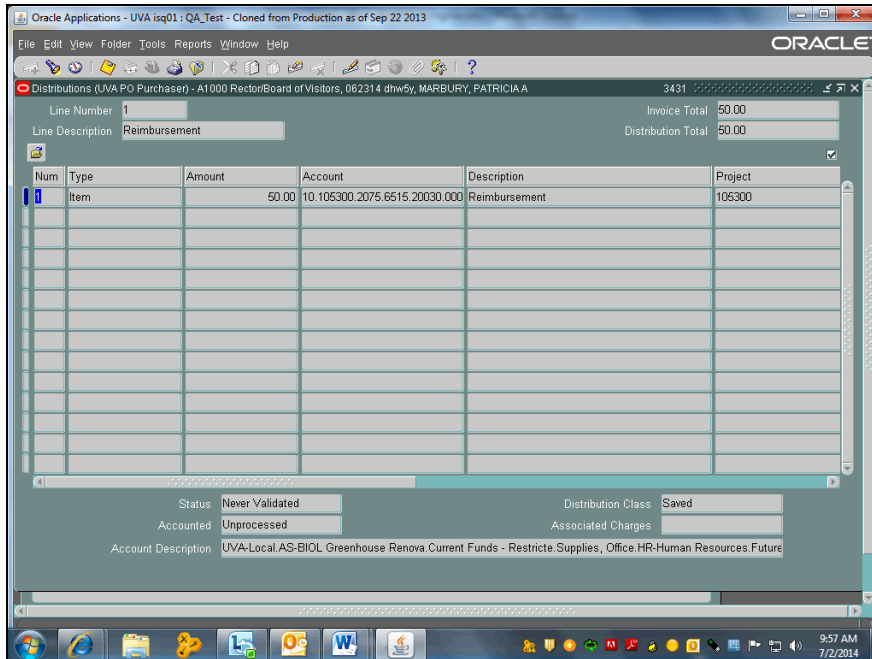 Oracle Applications - UVA isq01 : QA_Test - Cloned from Production as of Sep 22 2013
File Edit View Folder Tools Reports Window Help
ORACLE
Distributions (UVA PO Purchaser) - A1000 Rector/Board of Visitors, 062314 dhw5y, MARBURY, PATRICIA A 3431
Line Number 1 Invoice Total 50.00
Line Description Reimbursement Distribution Total 50.00
Num Type Amount Account Description Project
1 Item 50.00 10.105300.2075.6515.20030.000 Reimbursement 105300
Status Never Validated Distribution Class Saved
Accounted Unprocessed Associated Charges
Account Description UVA-Local.AS-BIOL Greenhouse Renova.Current Funds - Restricte.Supplies, Office.HR-Human Resources.Future
9:57 AM
7/2/2014